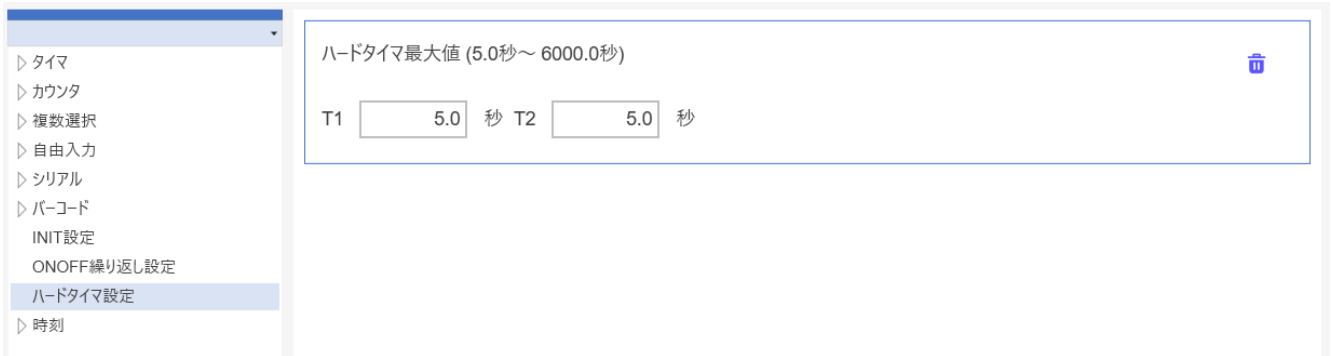 タイマ
カウンタ
複数選択
自由入力
シリアル
バーコード
INIT設定
ONOFF繰り返し設定
ハードタイマ設定
時刻
ハードタイマ最大値 (5.0秒～ 6000.0秒)
T1 5.0 秒 T2 5.0 秒